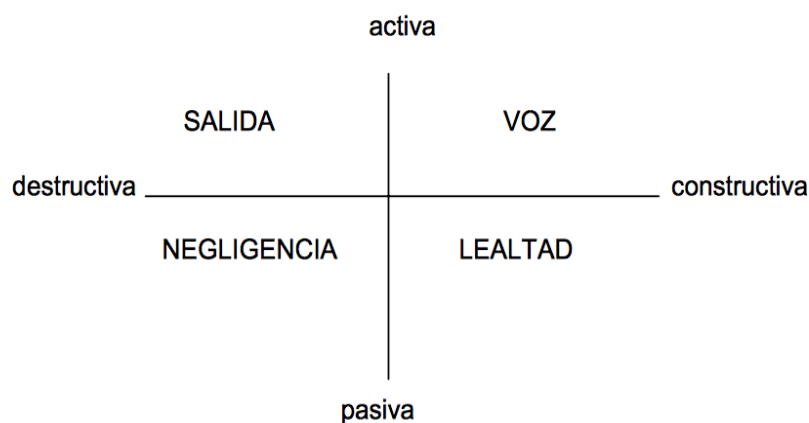 activa
SALIDA VOZ
destructiva constructiva
NEGLIGENCIA LEALTAD
pasiva